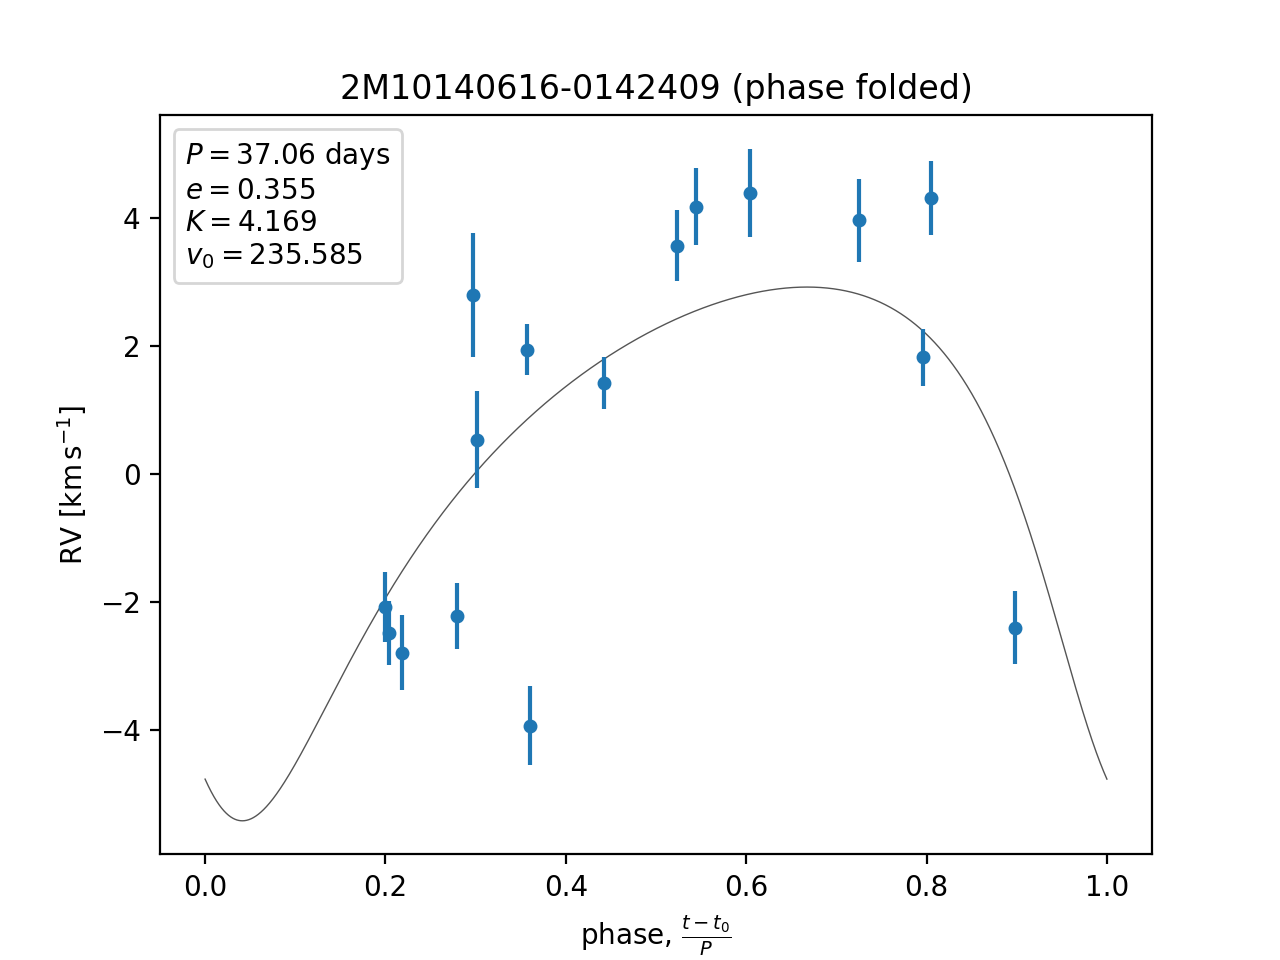 2M10140616-0142409 (phase folded)
P = 37.06 days
e = 0.355
K = 4.169
v₀ = 235.585
4
2
0
−2
−4
RV [km s⁻¹]
0.0 0.2 0.4 0.6 0.8 1.0
phase, (t − t₀)/P